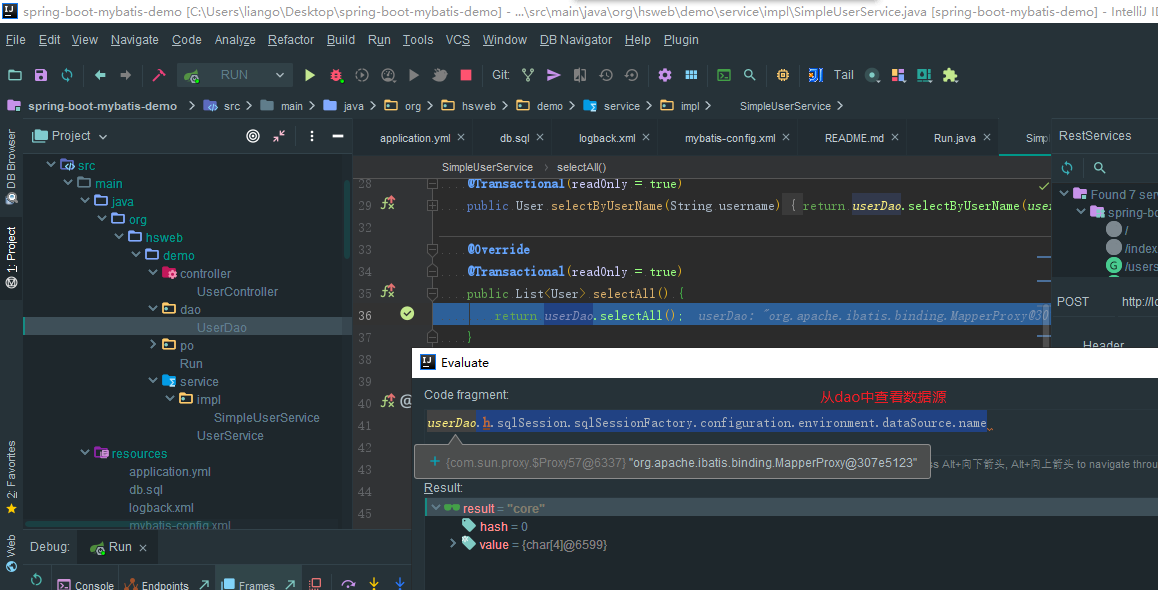 spring-boot-mybatis-demo [C:\Users\liango\Desktop\spring-boot-mybatis-demo] - ...\src\main\java\org\hsweb\demo\service\impl\SimpleUserService.java [spring-boot-mybatis-demo] - IntelliJ ID
File Edit View Navigate Code Analyze Refactor Build Run Tools VCS Window DB Navigator Help Plugin
RUN Git: Tail
spring-boot-mybatis-demo src main java org hsweb demo service impl SimpleUserService
Project
application.yml db.sql logback.xml mybatis-config.xml README.md Run.java Simpl
RestServices
SimpleUserService selectAll()
DB Browser
1: Project
2: Favorites
Web
src
main
java
org
hsweb
demo
controller
UserController
dao
UserDao
po
Run
service
impl
SimpleUserService
UserService
resources
application.yml
db.sql
logback.xml
mybatis-config.xml
28 @Transactional(readOnly = true)
29 public User selectByUserName(String username) { return userDao.selectByUserName(use
32
33 @Override
34 @Transactional(readOnly = true)
35 public List<User> selectAll() {
36 return userDao.selectAll(); userDao: "org.apache.ibatis.binding.MapperProxy@30
37 }
38
39
40 @
41
42
43
44
45
Found 7 serv
spring-bo
/
/index
G /users
POST http://lo
Header
Evaluate
Code fragment:
从dao中查看数据源
userDao.h.sqlSession.sqlSessionFactory.configuration.environment.dataSource.name
+ {com.sun.proxy.$Proxy57@6337} "org.apache.ibatis.binding.MapperProxy@307e5123"
ss Alt+向下箭头, Alt+向上箭头 to navigate throu
Result:
result = "core"
hash = 0
value = {char[4]@6599}
Debug: Run
Console Endpoints Frames